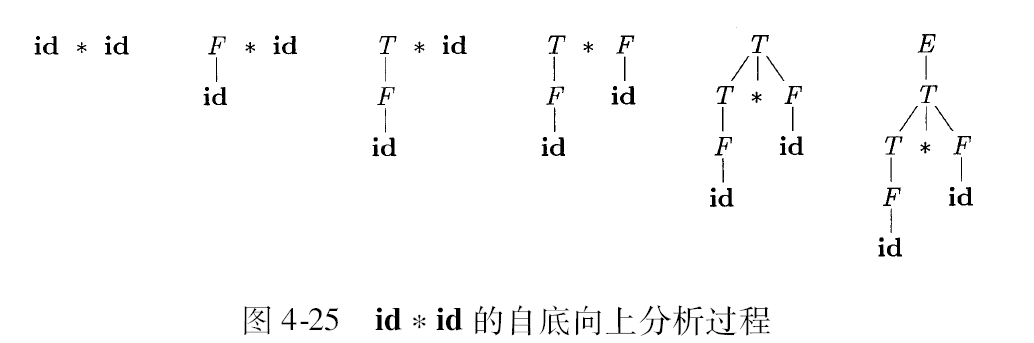 id * id F * id T * id T * F T E
id F id T * F T
id id F id T * F
id F id
id
图 4-25 id * id 的自底向上分析过程